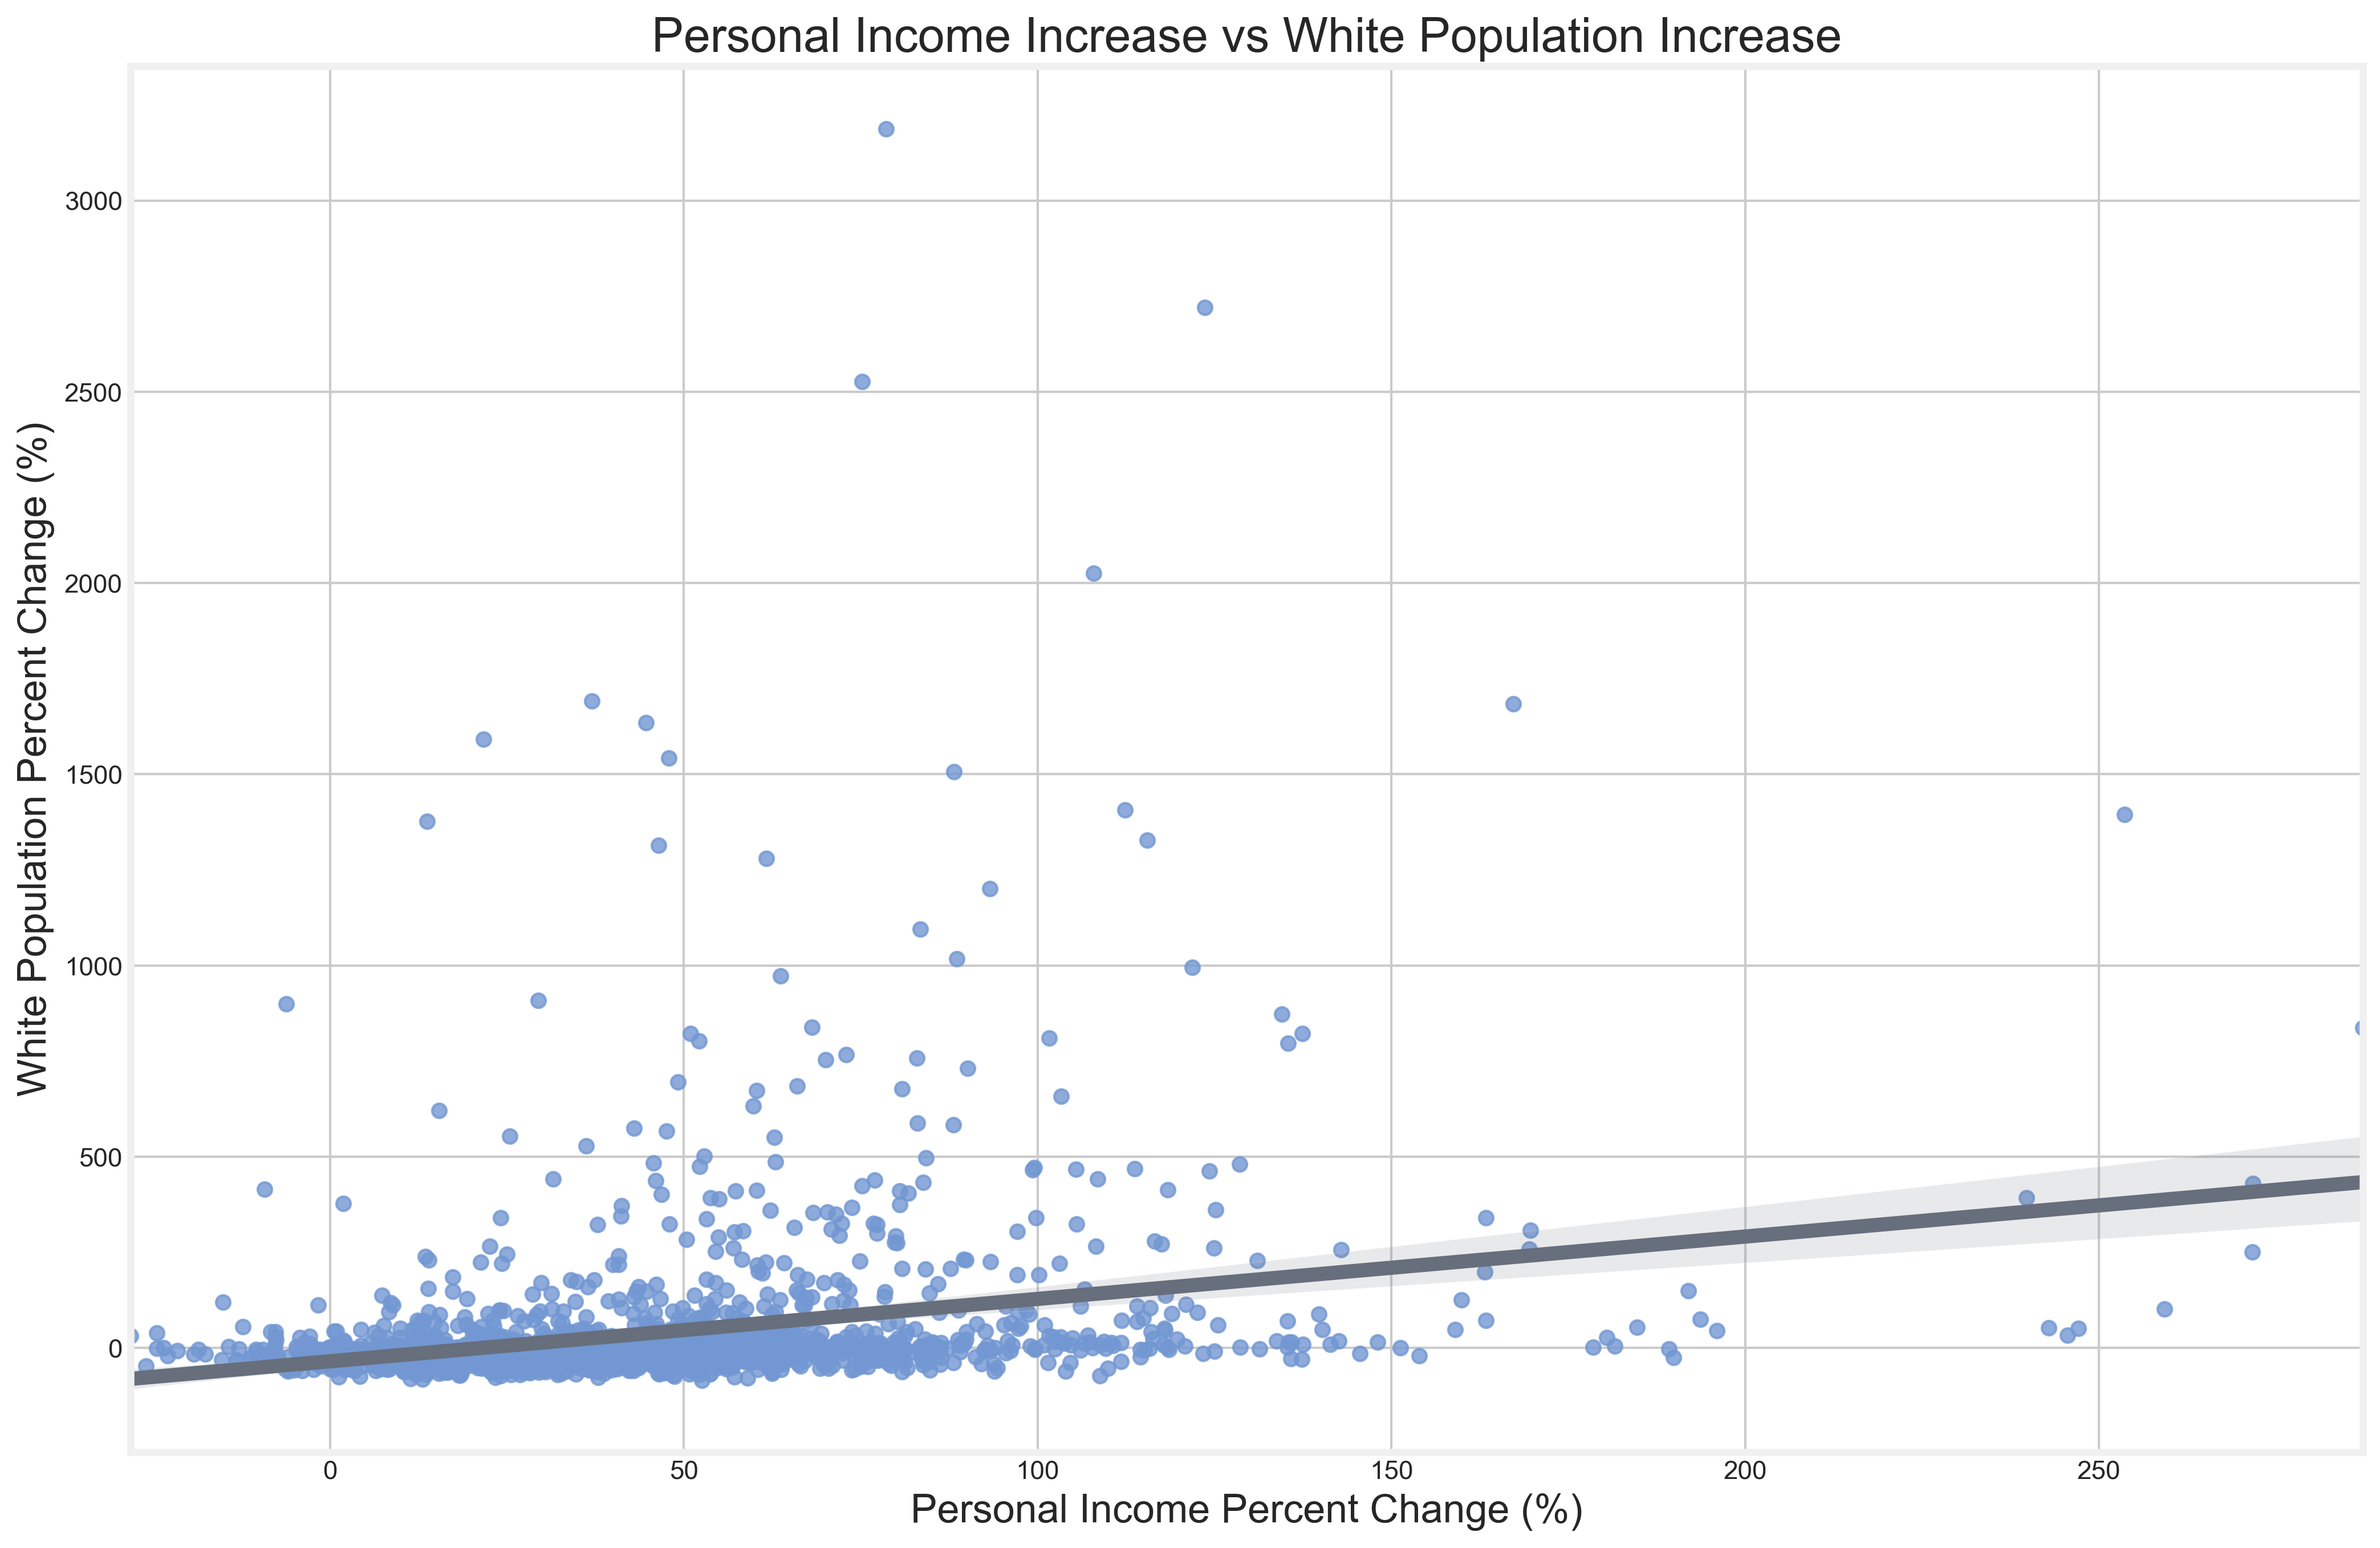 Personal Income Increase vs White Population Increase
White Population Percent Change (%)
3000
2500
2000
1500
1000
500
0
0 50 100 150 200 250
Personal Income Percent Change (%)